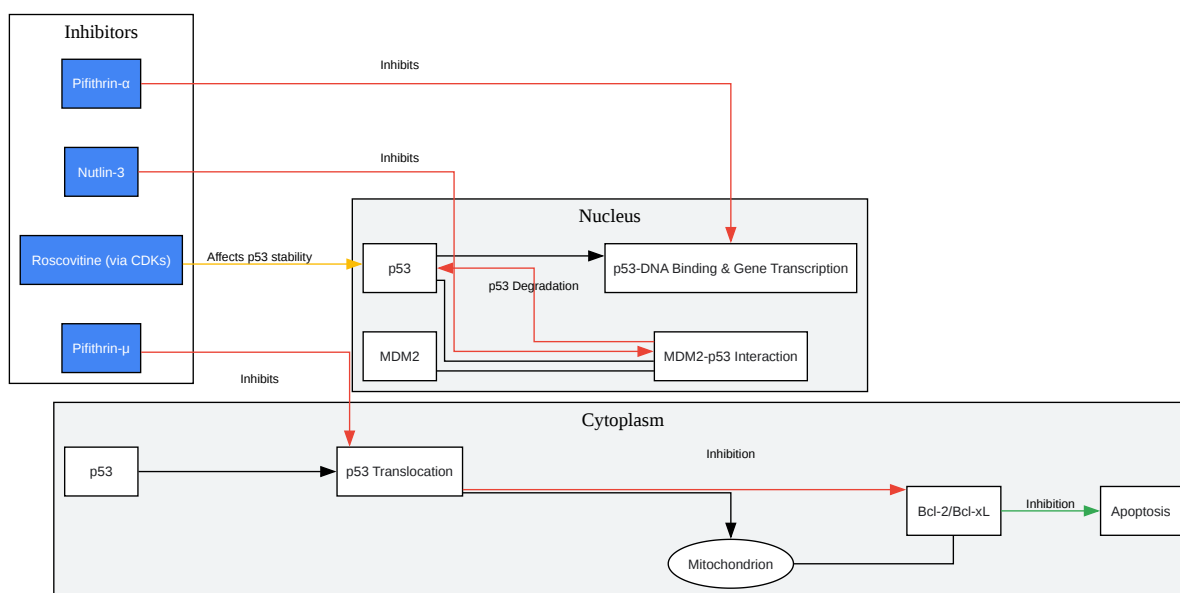 Inhibitors
Pifithrin-α
Inhibits
Nutlin-3
Inhibits
Nucleus
Roscovitine (via CDKs)
Affects p53 stability
p53
p53-DNA Binding & Gene Transcription
p53 Degradation
Pifithrin-μ
MDM2
MDM2-p53 Interaction
Inhibits
Cytoplasm
p53
p53 Translocation
Inhibition
Bcl-2/Bcl-xL
Inhibition
Apoptosis
Mitochondrion